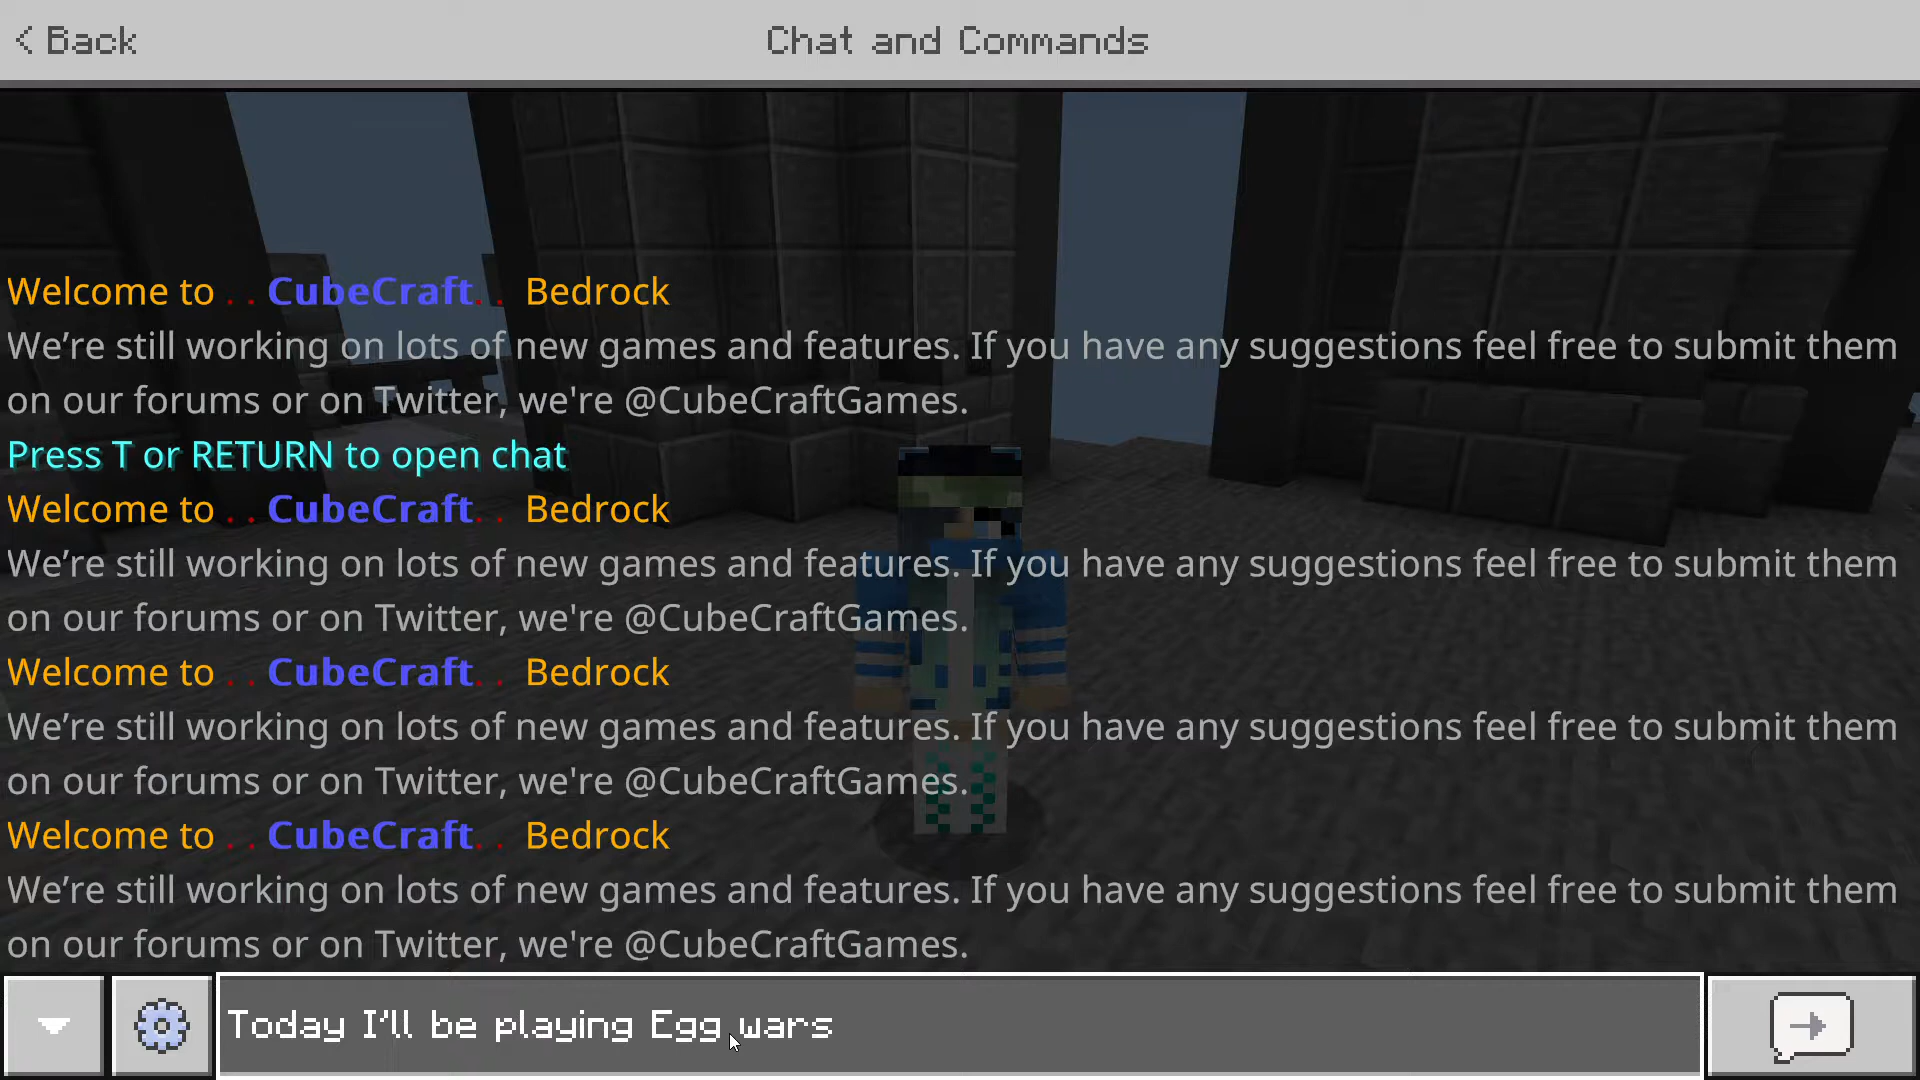 < Back
Chat and Commands
Welcome to . . CubeCraft. . Bedrock
We’re still working on lots of new games and features. If you have any suggestions feel free to submit them
on our forums or on Twitter, we're @CubeCraftGames.
Press T or RETURN to open chat
Welcome to . . CubeCraft. . Bedrock
We’re still working on lots of new games and features. If you have any suggestions feel free to submit them
on our forums or on Twitter, we're @CubeCraftGames.
Welcome to . . CubeCraft. . Bedrock
We’re still working on lots of new games and features. If you have any suggestions feel free to submit them
on our forums or on Twitter, we're @CubeCraftGames.
Welcome to . . CubeCraft. . Bedrock
We’re still working on lots of new games and features. If you have any suggestions feel free to submit them
on our forums or on Twitter, we're @CubeCraftGames.
Today I'll be playing Egg wars